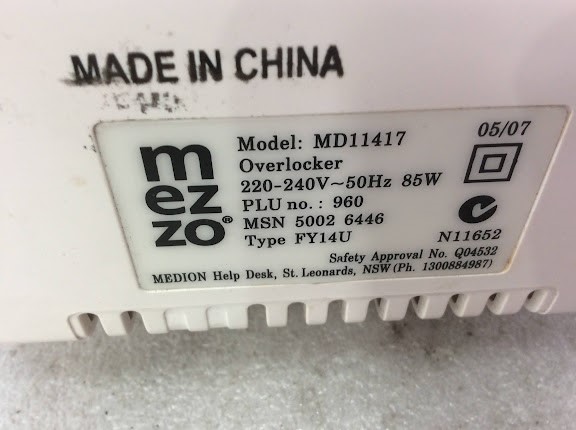 MADE IN CHINA
mezzo®
Model: MD11417
05/07
Overlocker
220-240V~50Hz 85W
PLU no.: 960
MSN 5002 6446
Type FY14U
N11652
Safety Approval No. Q04532
MEDION Help Desk, St. Leonards, NSW (Ph. 1300884987)